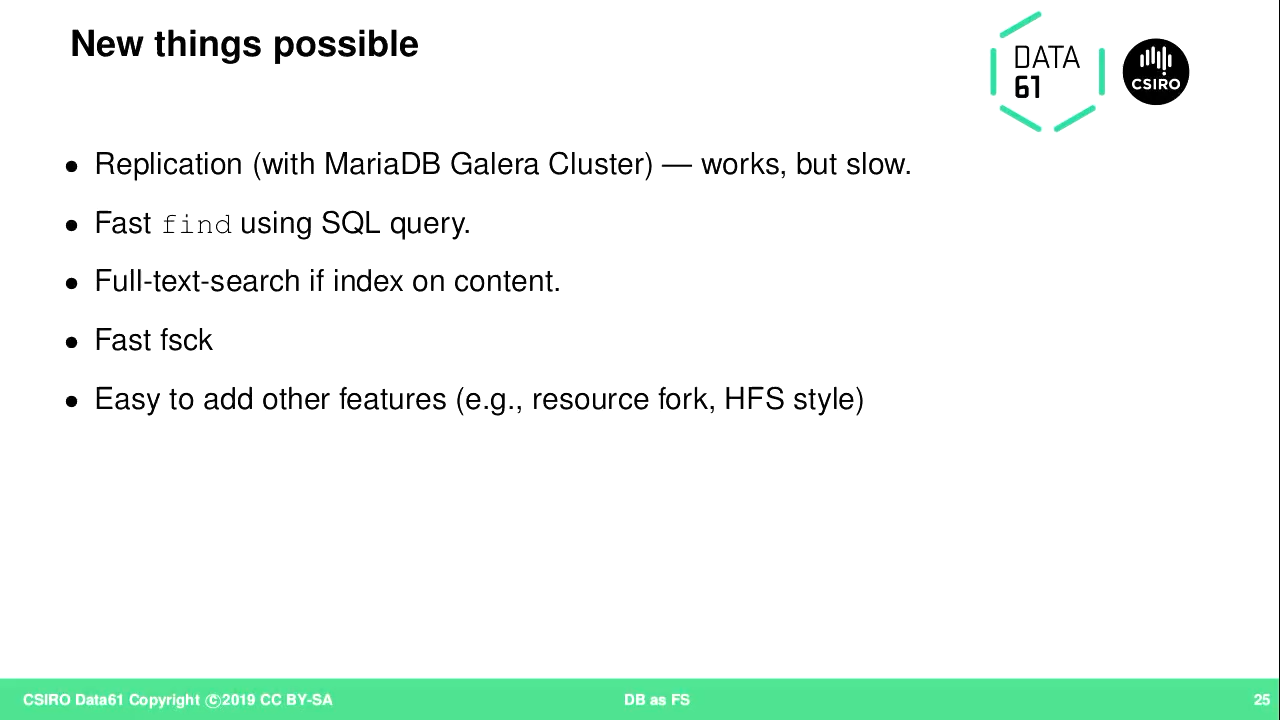 New things possible
DATA
61
CSIRO
• Replication (with MariaDB Galera Cluster) — works, but slow.
• Fast find using SQL query.
• Full-text-search if index on content.
• Fast fsck
• Easy to add other features (e.g., resource fork, HFS style)
CSIRO Data61 Copyright ©2019 CC BY-SA
DB as FS
25